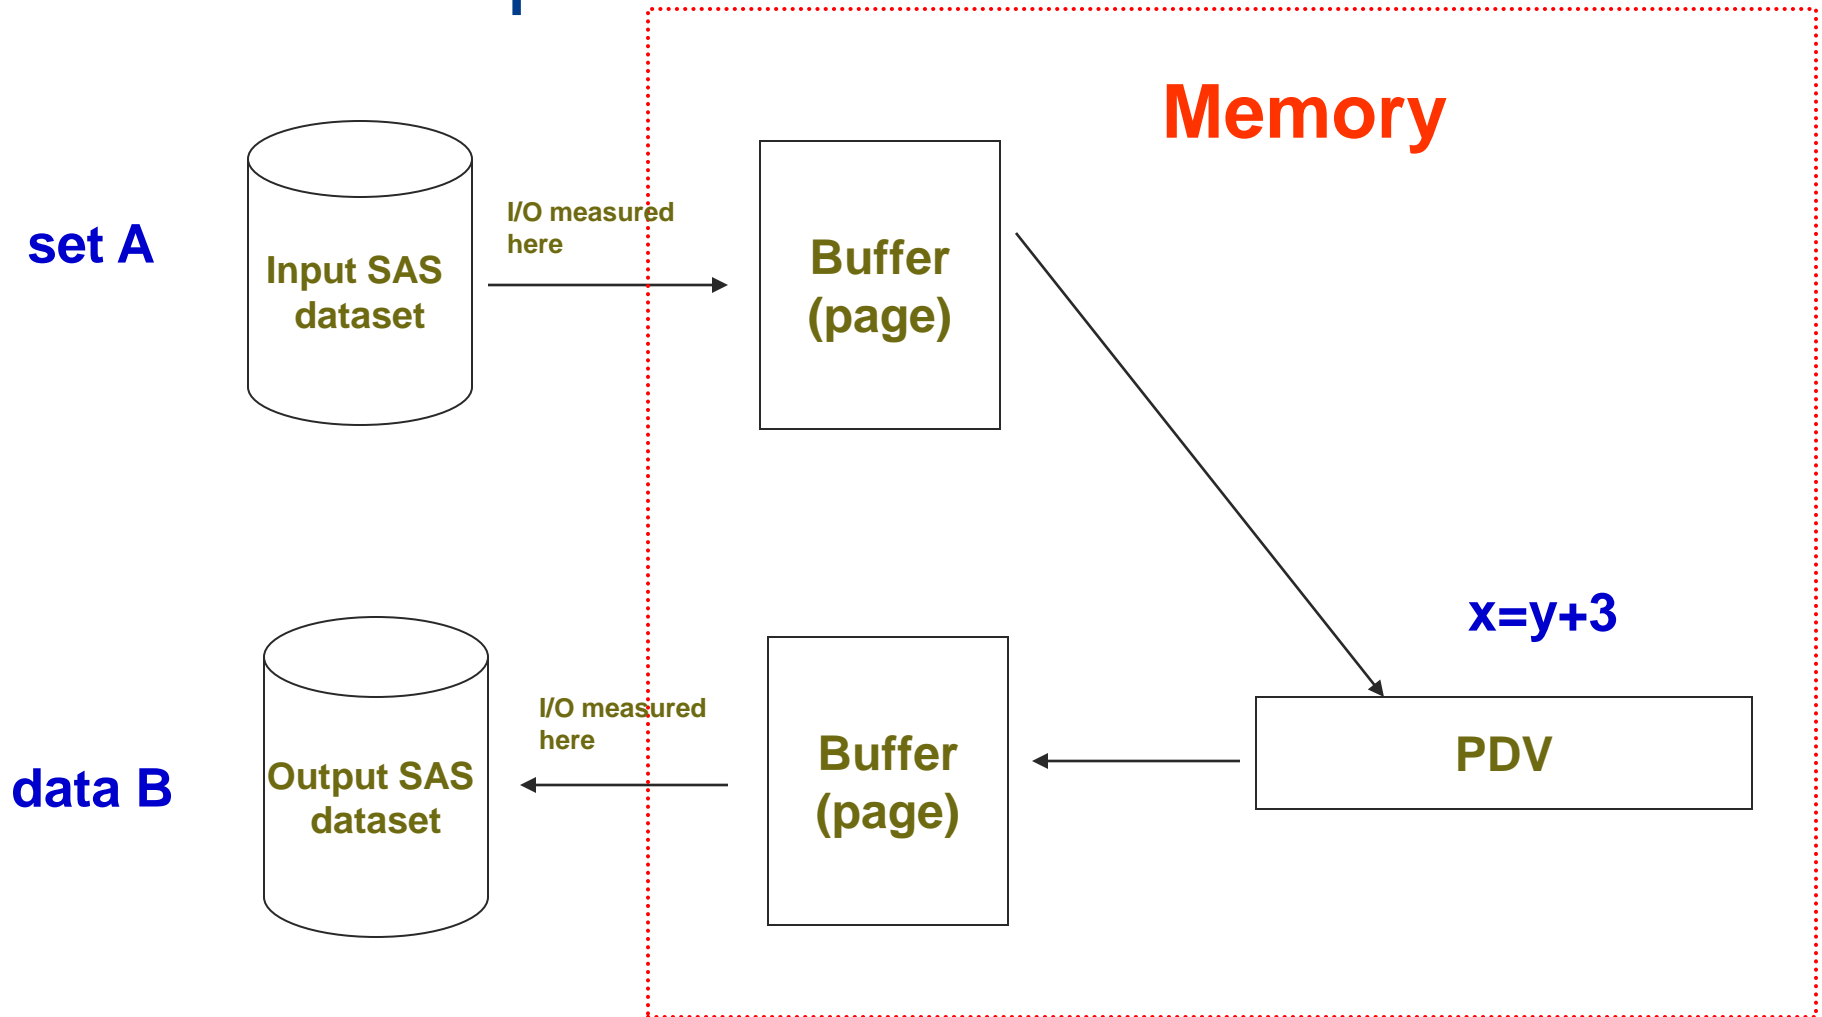 Memory
set A
Input SAS
dataset
I/O measured
here
Buffer
(page)
x=y+3
data B
Output SAS
dataset
I/O measured
here
Buffer
(page)
PDV